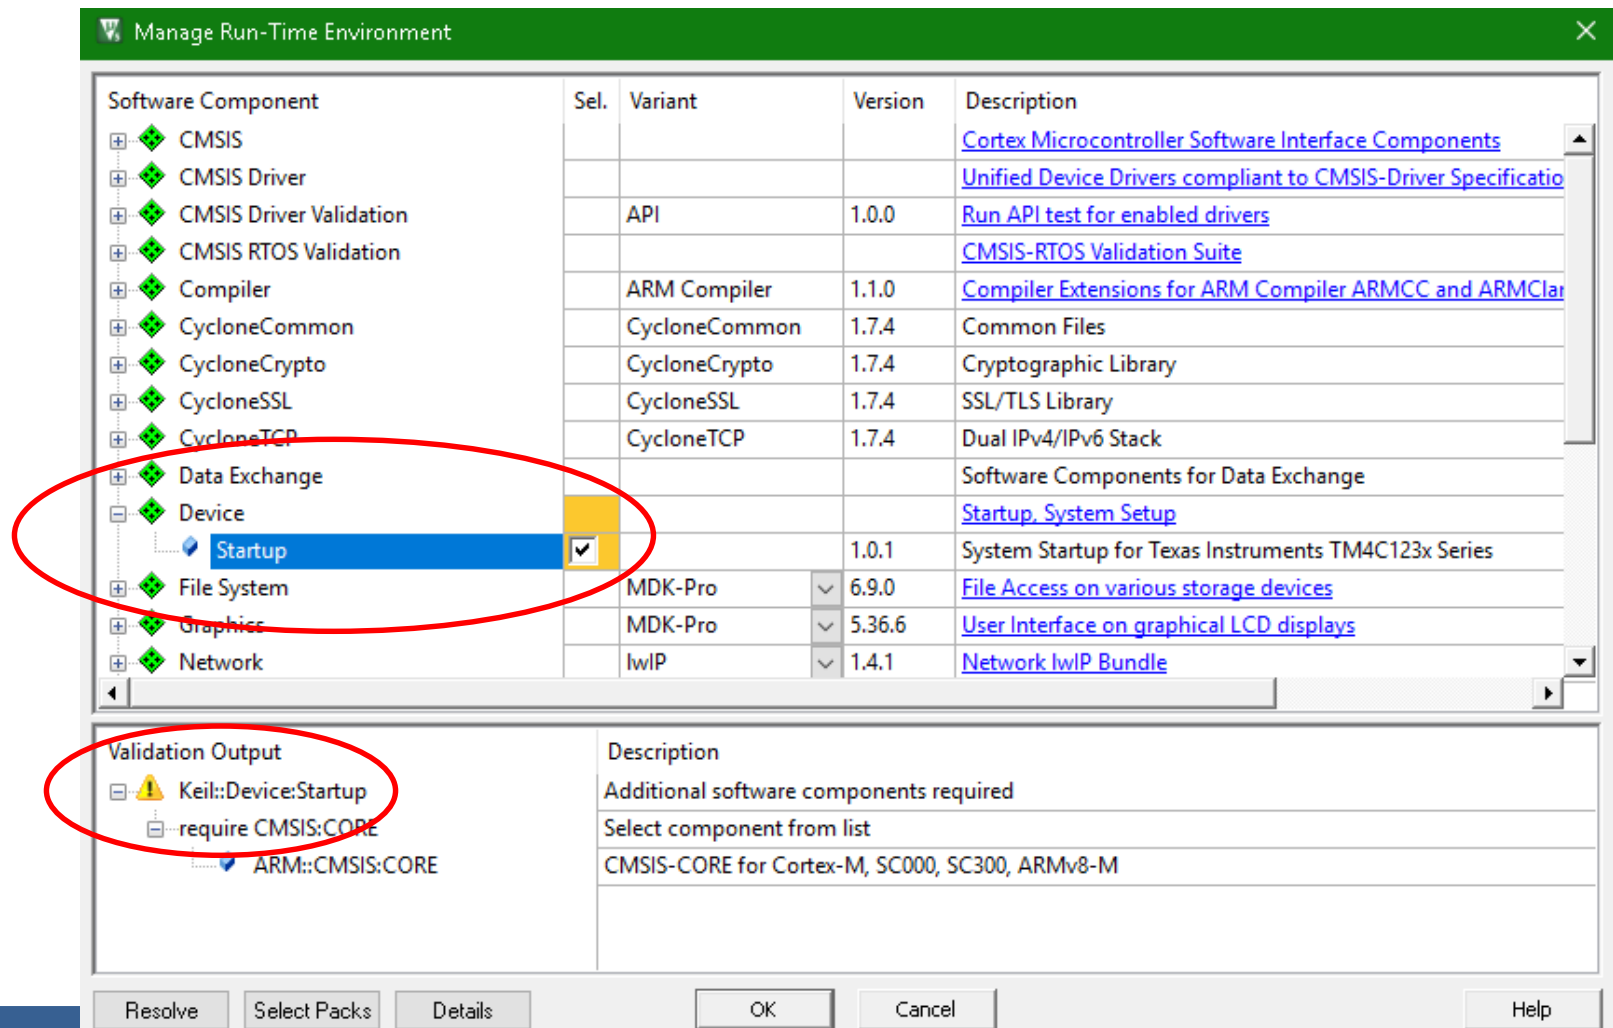 Manage Run-Time Environment
Software Component Sel. Variant Version Description
CMSIS Cortex Microcontroller Software Interface Components
CMSIS Driver Unified Device Drivers compliant to CMSIS-Driver Specificatio
CMSIS Driver Validation API 1.0.0 Run API test for enabled drivers
CMSIS RTOS Validation CMSIS-RTOS Validation Suite
Compiler ARM Compiler 1.1.0 Compiler Extensions for ARM Compiler ARMCC and ARMClar
CycloneCommon CycloneCommon 1.7.4 Common Files
CycloneCrypto CycloneCrypto 1.7.4 Cryptographic Library
CycloneSSL CycloneSSL 1.7.4 SSL/TLS Library
CycloneTCP CycloneTCP 1.7.4 Dual IPv4/IPv6 Stack
Data Exchange Software Components for Data Exchange
Device Startup, System Setup
Startup 1.0.1 System Startup for Texas Instruments TM4C123x Series
File System MDK-Pro 6.9.0 File Access on various storage devices
Graphics MDK-Pro 5.36.6 User Interface on graphical LCD displays
Network lwIP 1.4.1 Network lwIP Bundle
Validation Output Description
Keil::Device:Startup Additional software components required
require CMSIS:CORE Select component from list
ARM::CMSIS:CORE CMSIS-CORE for Cortex-M, SC000, SC300, ARMv8-M
Resolve Select Packs Details OK Cancel Help